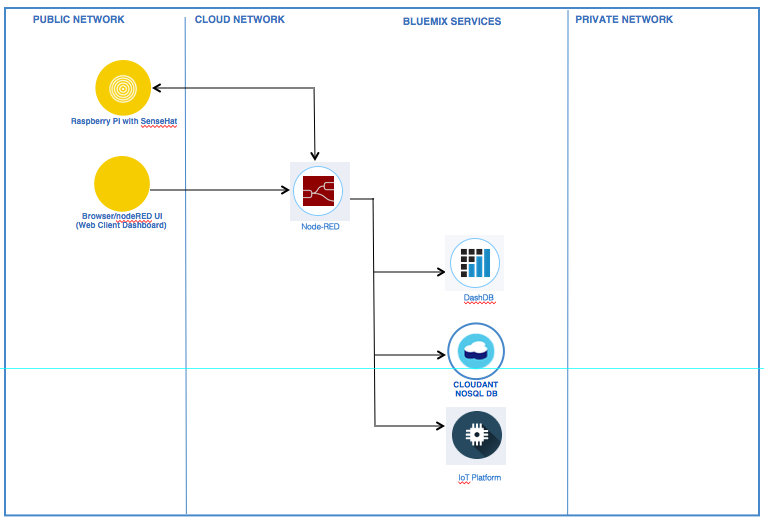 PUBLIC NETWORK
CLOUD NETWORK
BLUEMIX SERVICES
PRIVATE NETWORK
Raspberry PI with SenseHat
Browser/nodeRED UI
(Web Client Dashboard)
Node-RED
DashDB
CLOUDANT
NOSQL DB
IoT Platform